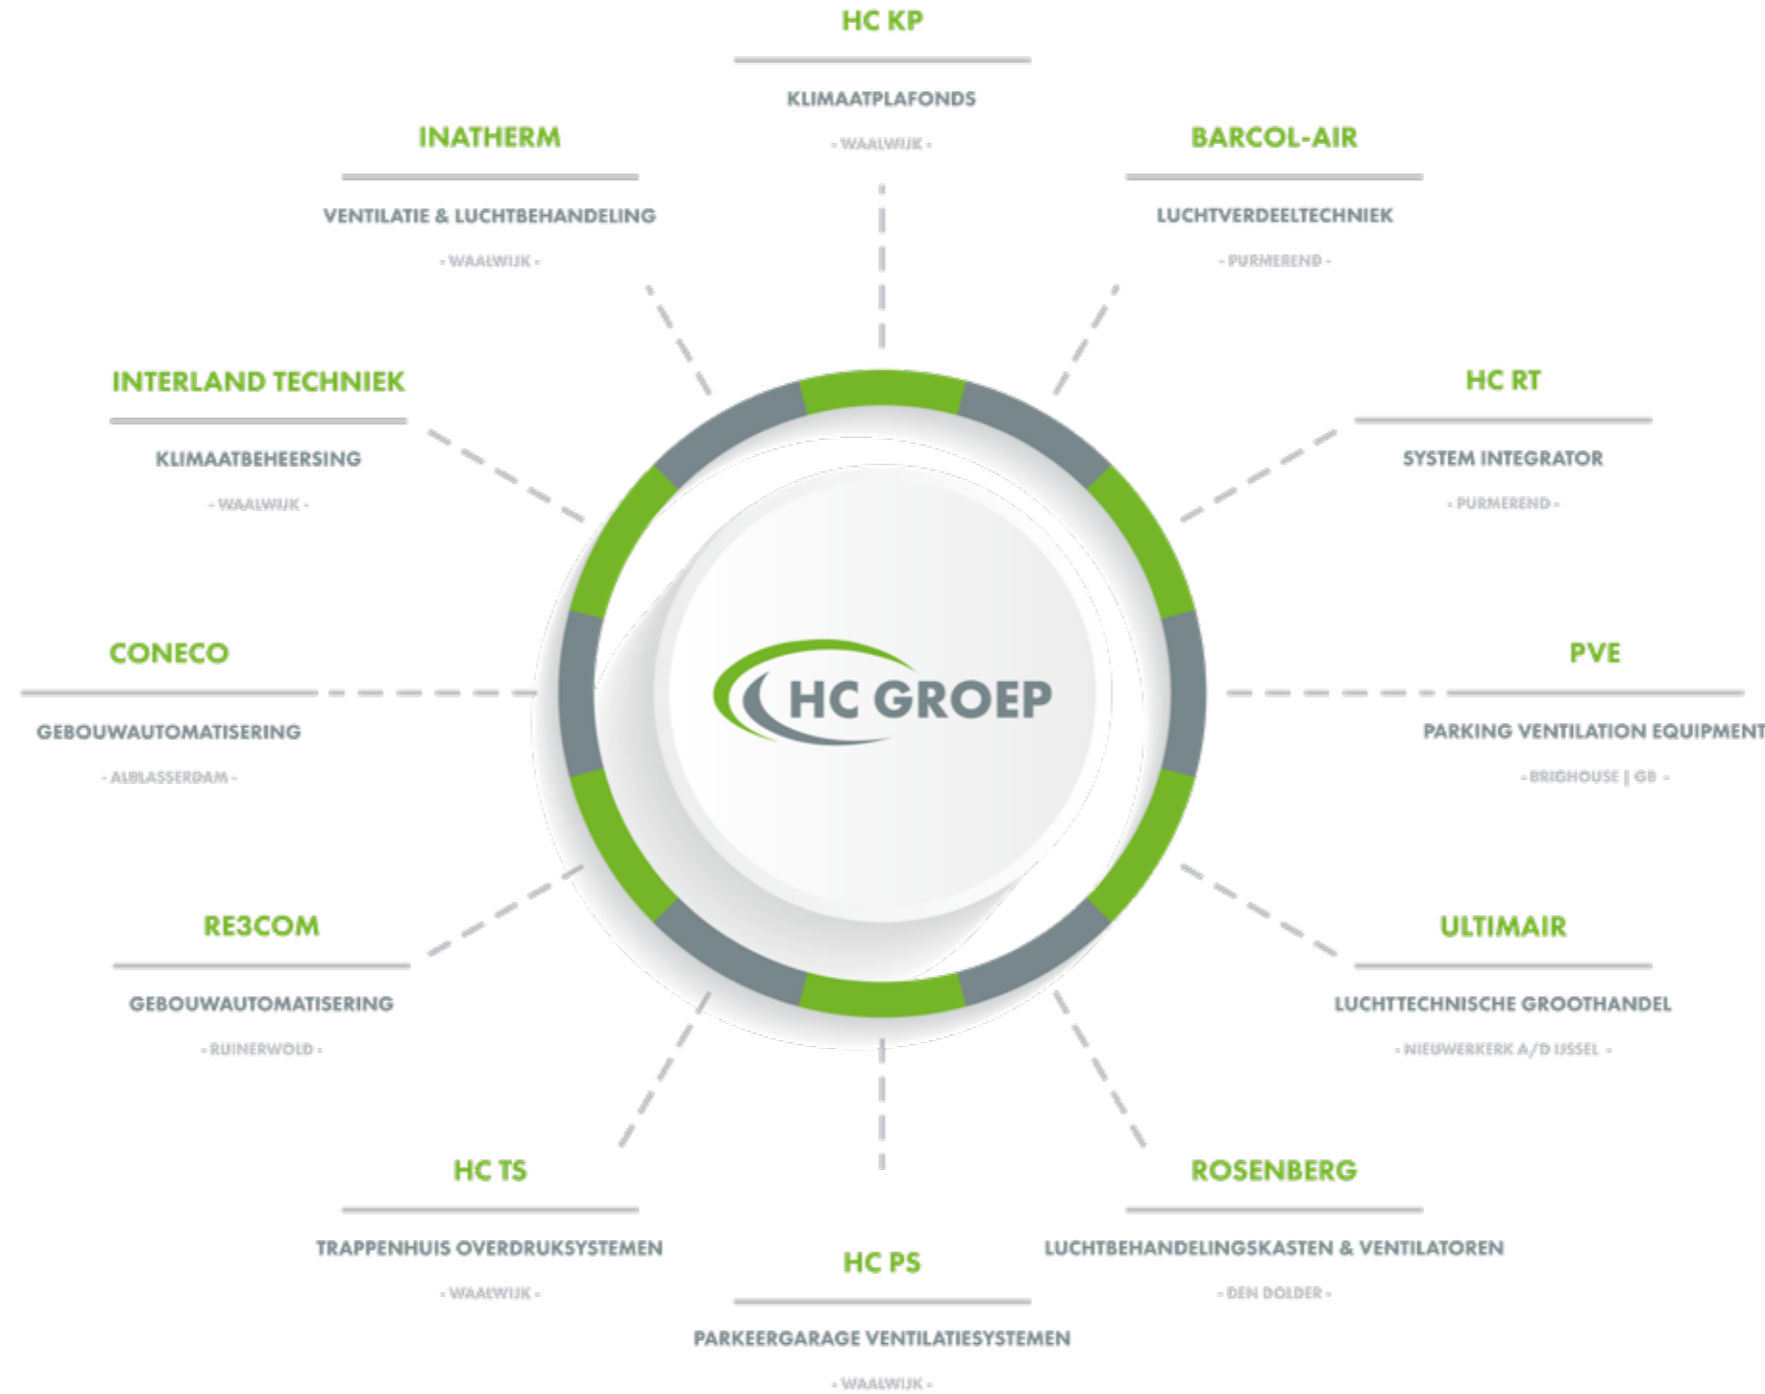 HC KP
KLIMAATPLAFONDS
- WAALWIJK -
INATHERM
VENTILATIE & LUCHTBEHANDELING
- WAALWIJK -
BARCOL-AIR
LUCHTVERDEELTECHNIEK
- PURMEREND -
INTERLAND TECHNIEK
KLIMAATBEHEERSING
- WAALWIJK -
HC RT
SYSTEM INTEGRATOR
- PURMEREND -
CONECO
GEBOUWAUTOMATISERING
- ALBLASSERDAM -
HC GROEP
PVE
PARKING VENTILATION EQUIPMENT
- BRIGHOUSE | GB -
RE3COM
GEBOUWAUTOMATISERING
- RUINERWOLD -
ULTIMAIR
LUCHTTECHNISCHE GROOTHANDEL
- NIEUWERKERK A/D IJSSEL -
HC TS
TRAPPENHUIS OVERDRUKSYSTEMEN
- WAALWIJK -
HC PS
PARKEERGARAGE VENTILATIESYSTEMEN
- WAALWIJK -
ROSENBERG
LUCHTBEHANDELINGSKASTEN & VENTILATOREN
- DEN DOLDER -